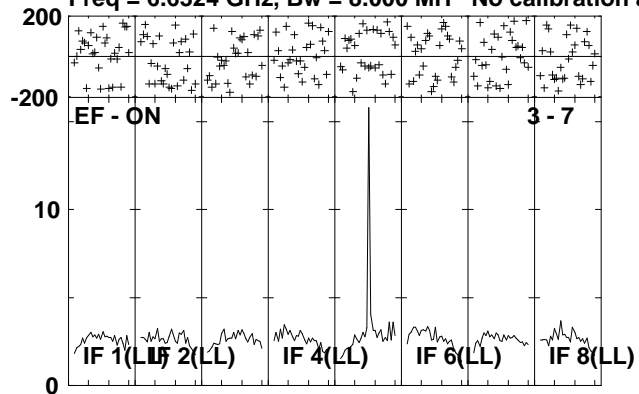 Freq = 6.6524 GHz, Bw = 8.000 MH No calibration a
200
-200
EF - ON 3 - 7
10
IF 1(LL) IF 2(LL) IF 4(LL) IF 6(LL) IF 8(LL)
0